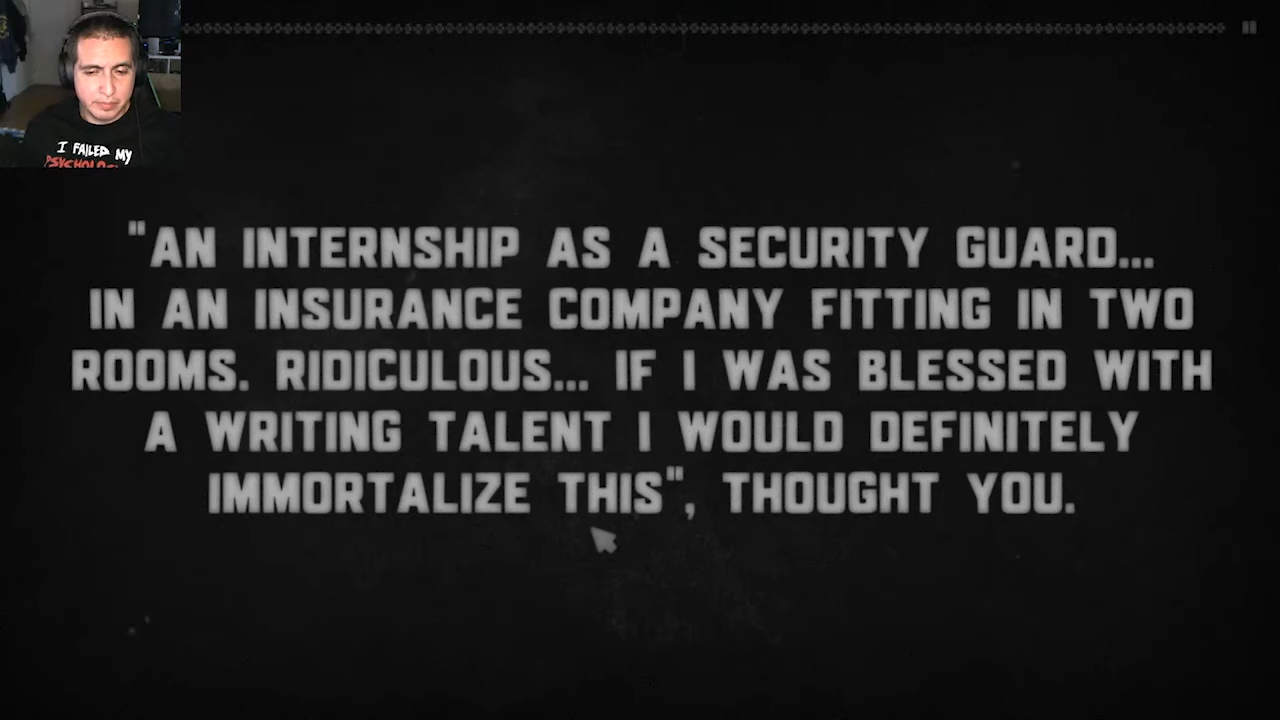 I FAILED MY
"AN INTERNSHIP AS A SECURITY GUARD...
IN AN INSURANCE COMPANY FITTING IN TWO
ROOMS. RIDICULOUS... IF I WAS BLESSED WITH
A WRITING TALENT I WOULD DEFINITELY
IMMORTALIZE THIS", THOUGHT YOU.